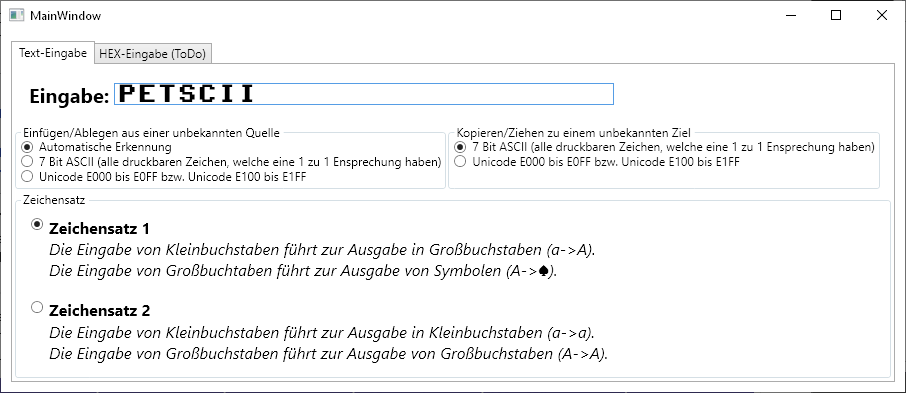 MainWindow
Text-Eingabe HEX-Eingabe (ToDo)
Eingabe: PETSCII
Einfügen/Ablegen aus einer unbekannten Quelle
Automatische Erkennung
7 Bit ASCII (alle druckbaren Zeichen, welche eine 1 zu 1 Ensprechung haben)
Unicode E000 bis E0FF bzw. Unicode E100 bis E1FF
Kopieren/Ziehen zu einem unbekannten Ziel
7 Bit ASCII (alle druckbaren Zeichen, welche eine 1 zu 1 Ensprechung haben)
Unicode E000 bis E0FF bzw. Unicode E100 bis E1FF
Zeichensatz
Zeichensatz 1
Die Eingabe von Kleinbuchstaben führt zur Ausgabe in Großbuchstaben (a->A).
Die Eingabe von Großbuchtaben führt zur Ausgabe von Symbolen (A->♠).
Zeichensatz 2
Die Eingabe von Kleinbuchstaben führt zur Ausgabe in Kleinbuchstaben (a->a).
Die Eingabe von Großbuchstaben führt zur Ausgabe von Großbuchstaben (A->A).